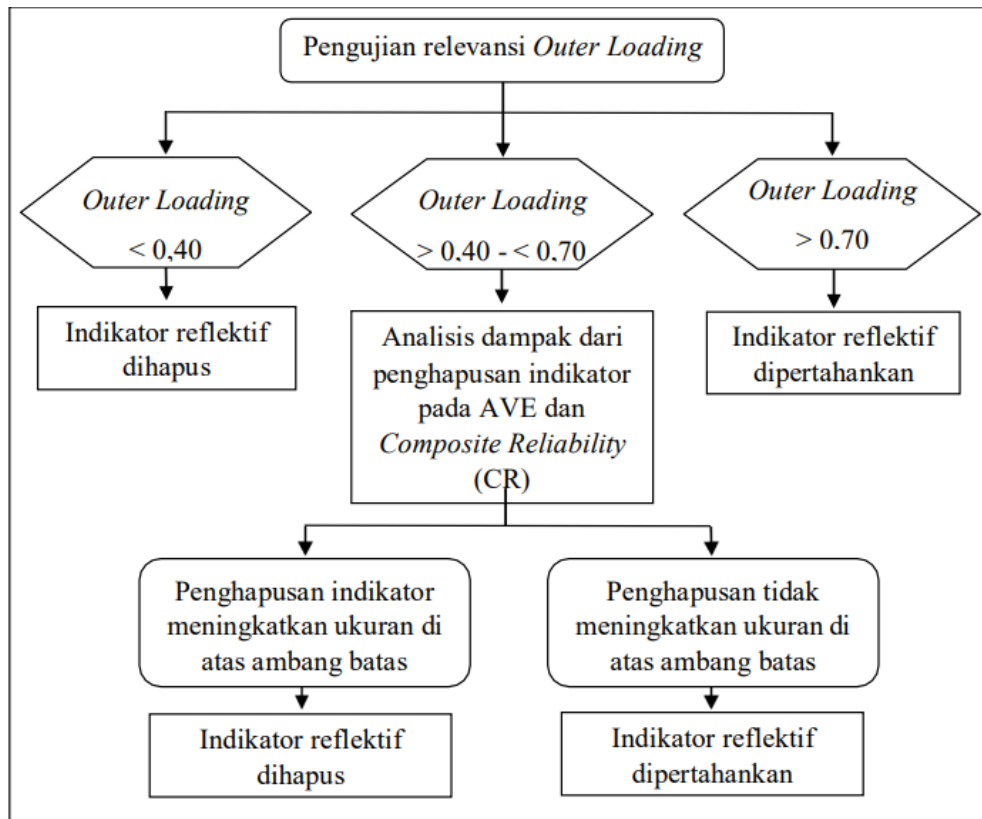 Pengujian relevansi Outer Loading
Outer Loading
< 0,40
Outer Loading
> 0,40 - < 0,70
Outer Loading
> 0,70
Indikator reflektif
dihapus
Analisis dampak dari
penghapusan indikator
pada AVE dan
Composite Reliability
(CR)
Indikator reflektif
dipertahankan
Penghapusan indikator
meningkatkan ukuran di
atas ambang batas
Penghapusan tidak
meningkatkan ukuran di
atas ambang batas
Indikator reflektif
dihapus
Indikator reflektif
dipertahankan